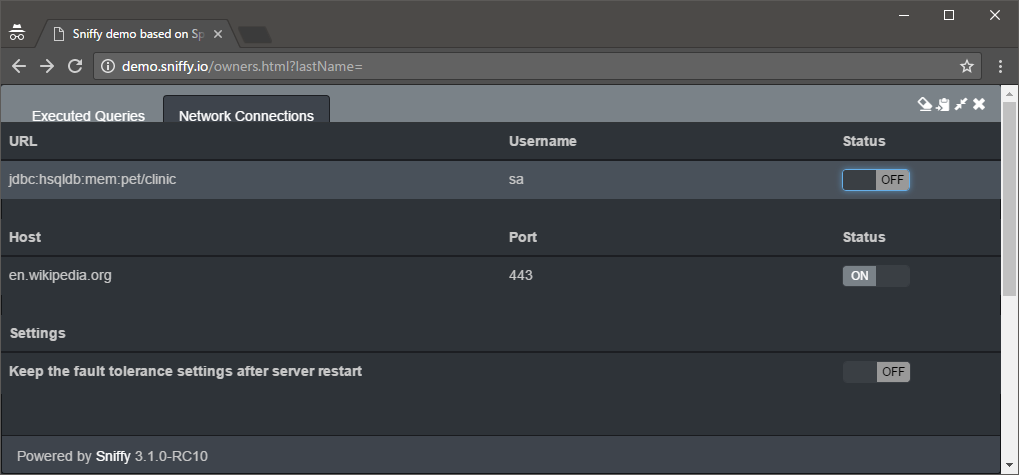 Sniffy demo based on Sp
demo.sniffy.io/owners.html?lastName=
Executed Queries Network Connections
URL Username Status
jdbc:hsqldb:mem:pet/clinic sa OFF
Host Port Status
en.wikipedia.org 443 ON
Settings
Keep the fault tolerance settings after server restart OFF
Powered by Sniffy 3.1.0-RC10